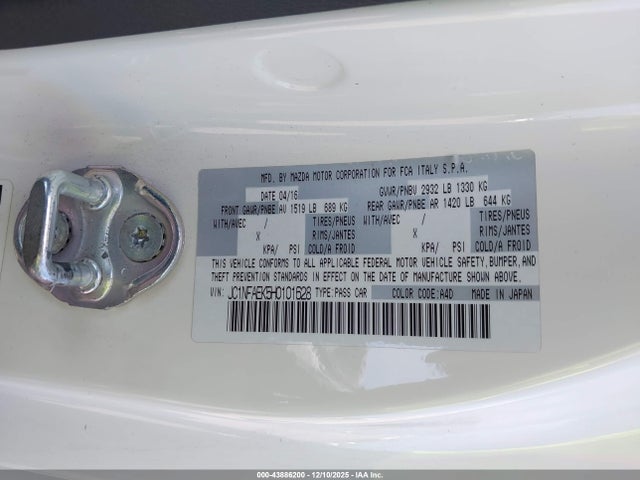 MFD. BY MAZDA MOTOR CORPORATION FOR FCA ITALY S.P.A.
DATE 04/16 GVWR/PNBV 2932 LB 1330 KG
FRONT GAWR/PNBE AV 1519 LB 689 KG REAR GAWR/PNBE AR 1420 LB 644 KG
WITH/AVEC / TIRES/PNEUS WITH/AVEC / TIRES/PNEUS
X RIMS/JANTES X RIMS/JANTES
KPA/ PSI COLD/A FROID KPA/ PSI COLD/A FROID
THIS VEHICLE CONFORMS TO ALL APPLICABLE FEDERAL MOTOR VEHICLE SAFETY, BUMPER, AND
THEFT PREVENTION STANDARDS IN EFFECT ON THE DATE OF MANUFACTURE SHOWN ABOVE.
VIN: JC1NFAEK5H0101628 TYPE:PASS CAR COLOR CODE:A4D MADE IN JAPAN
000-43886200 - 12/10/2025 - IAA Inc.